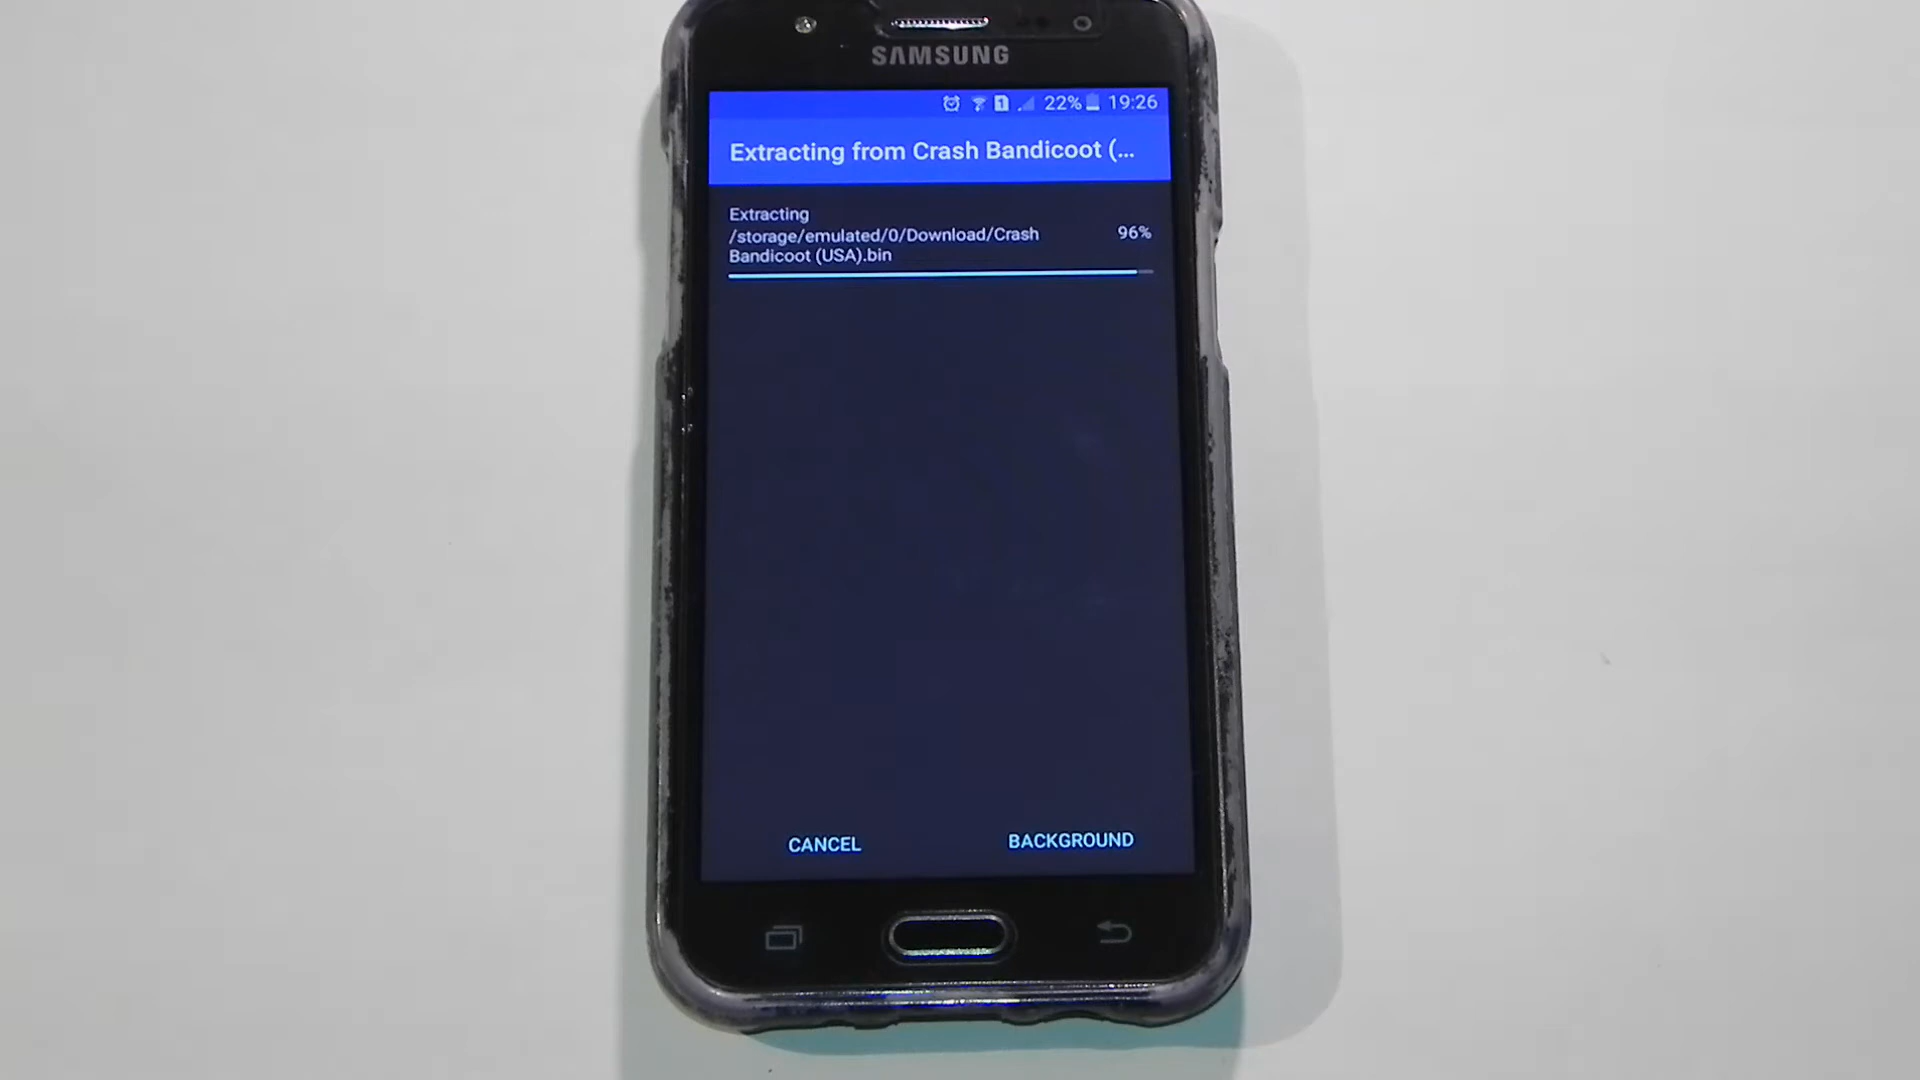 SAMSUNG
1 22% 19:26
Extracting from Crash Bandicoot (...
Extracting
/storage/emulated/0/Download/Crash 96%
Bandicoot (USA).bin
CANCEL BACKGROUND